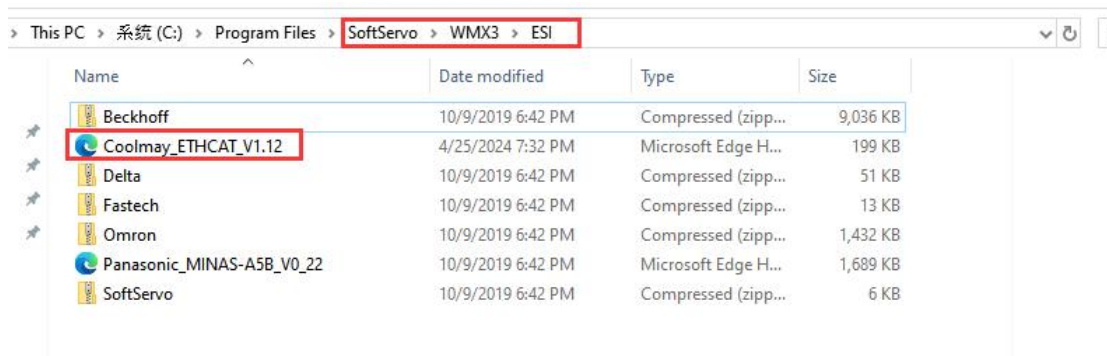 This PC > 系统 (C:) > Program Files > SoftServo > WMX3 > ESI
Name Date modified Type Size
Beckhoff 10/9/2019 6:42 PM Compressed (zipp... 9,036 KB
Coolmay_ETHCAT_V1.12 4/25/2024 7:32 PM Microsoft Edge H... 199 KB
Delta 10/9/2019 6:42 PM Compressed (zipp... 51 KB
Fastech 10/9/2019 6:42 PM Compressed (zipp... 13 KB
Omron 10/9/2019 6:42 PM Compressed (zipp... 1,432 KB
Panasonic_MINAS-A5B_V0_22 10/9/2019 6:42 PM Microsoft Edge H... 1,689 KB
SoftServo 10/9/2019 6:42 PM Compressed (zipp... 6 KB